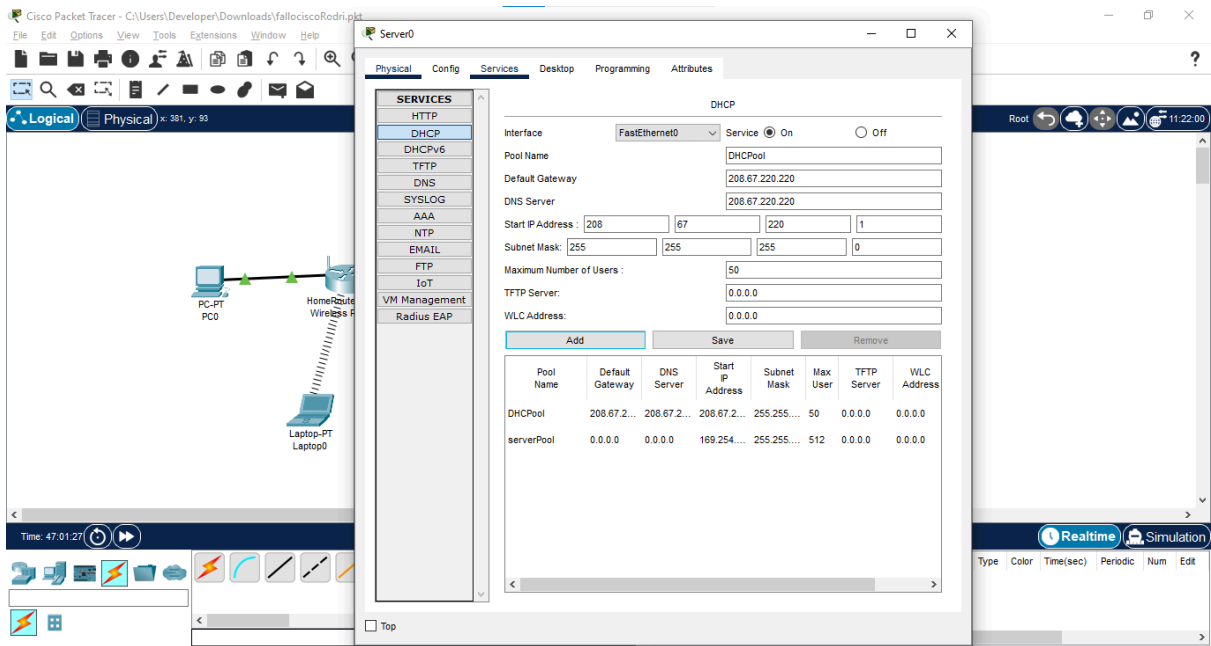 Cisco Packet Tracer - C:\Users\Developer\Downloads\fallociscoRodri.pkt
File Edit Options View Tools Extensions Window Help
?
Logical Physical x: 381, y: 93
Root 11:22:00
PC-PT
PC0
HomeRoute
Wireless R
Laptop-PT
Laptop0
Time: 47:01:27
Realtime Simulation
Type Color Time(sec) Periodic Num Edit
Server0
Physical Config Services Desktop Programming Attributes
SERVICES
HTTP
DHCP
DHCPv6
TFTP
DNS
SYSLOG
AAA
NTP
EMAIL
FTP
IoT
VM Management
Radius EAP
DHCP
Interface FastEthernet0 Service On Off
Pool Name DHCPool
Default Gateway 208.67.220.220
DNS Server 208.67.220.220
Start IP Address : 208 67 220 1
Subnet Mask: 255 255 255 0
Maximum Number of Users : 50
TFTP Server: 0.0.0.0
WLC Address: 0.0.0.0
Add Save Remove
Pool Name Default Gateway DNS Server Start IP Address Subnet Mask Max User TFTP Server WLC Address
DHCPool 208.67.2... 208.67.2... 208.67.2... 255.255.... 50 0.0.0.0 0.0.0.0
serverPool 0.0.0.0 0.0.0.0 169.254.... 255.255.... 512 0.0.0.0 0.0.0.0
Top